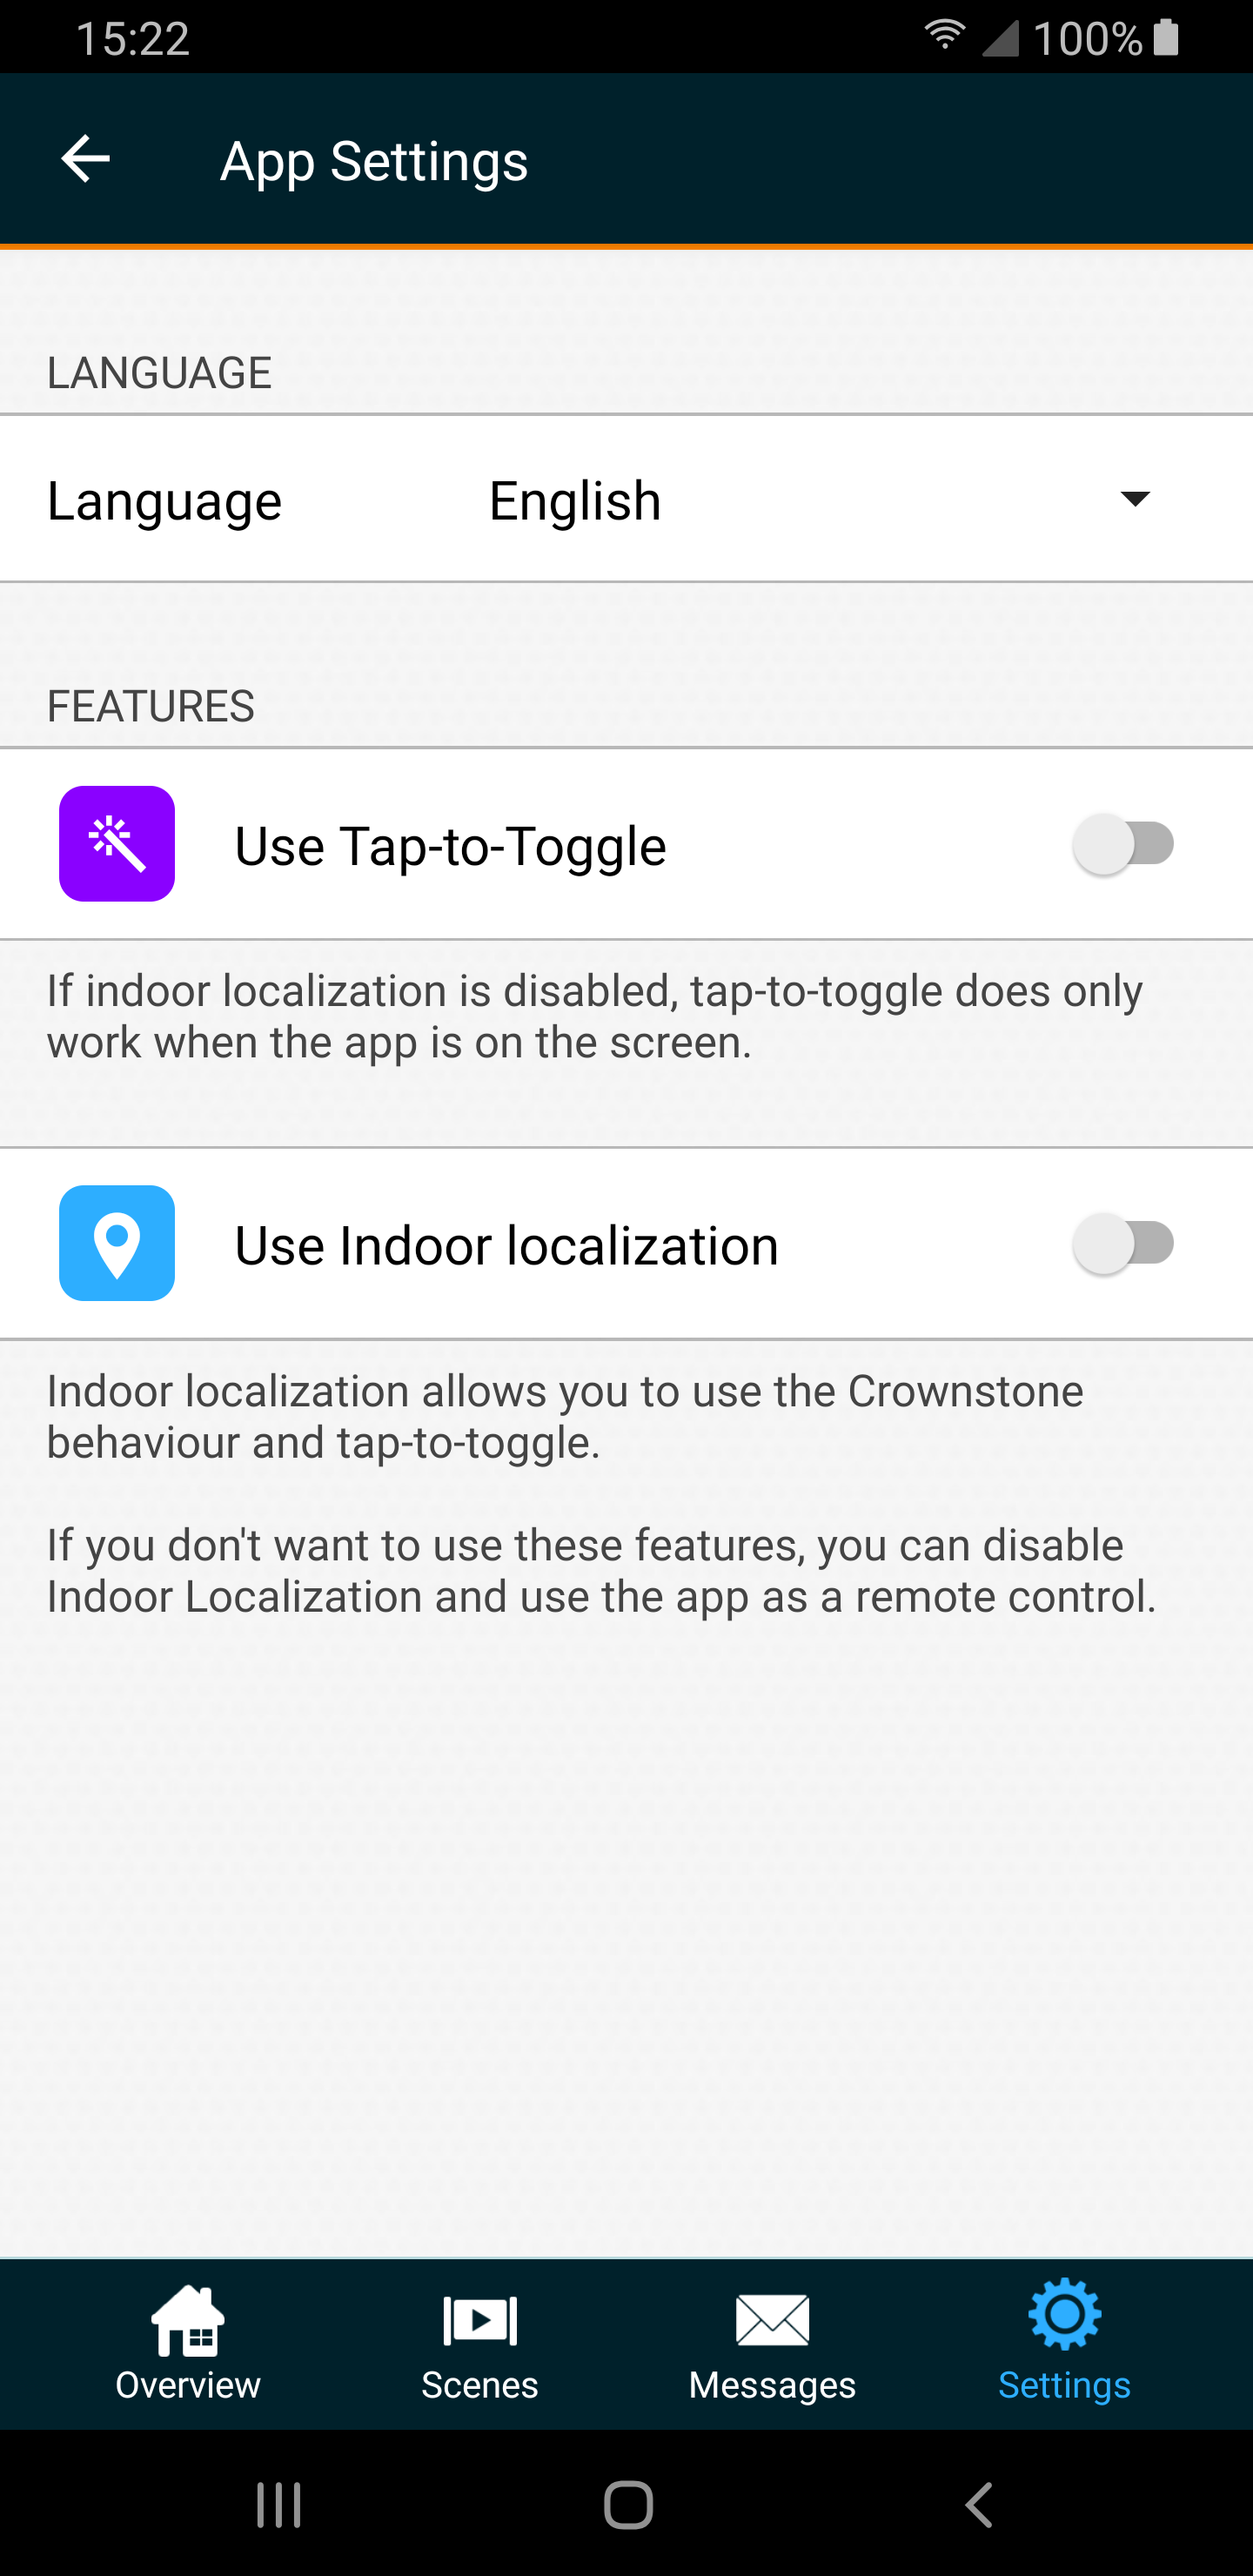 15:22 100%
App Settings
LANGUAGE
Language English
FEATURES
Use Tap-to-Toggle
If indoor localization is disabled, tap-to-toggle does only
work when the app is on the screen.
Use Indoor localization
Indoor localization allows you to use the Crownstone
behaviour and tap-to-toggle.
If you don't want to use these features, you can disable
Indoor Localization and use the app as a remote control.
Overview Scenes Messages Settings